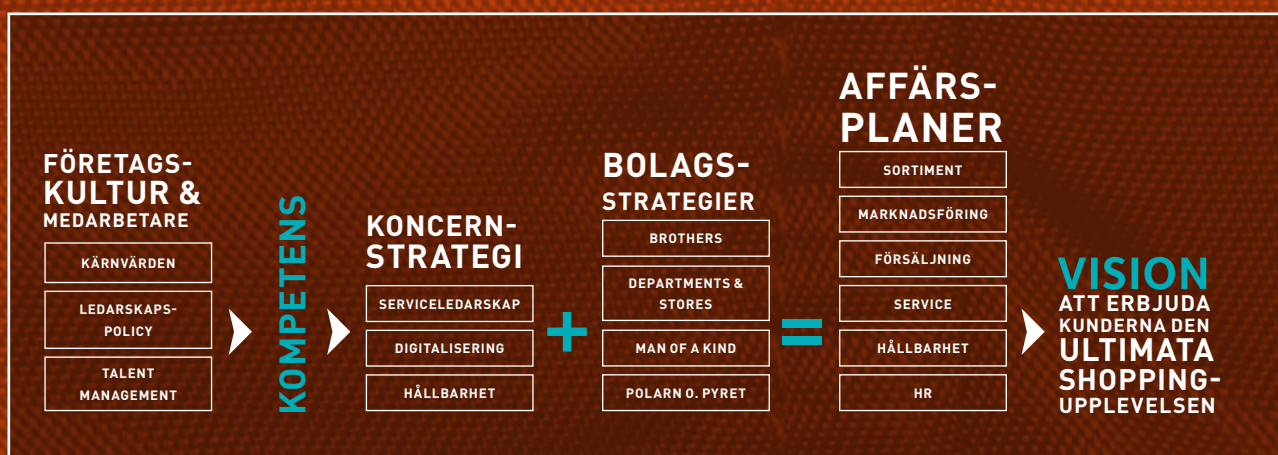 FÖRETAGS-
KULTUR &
MEDARBETARE
KÄRNVÄRDEN
LEDARSKAPS-
POLICY
TALENT
MANAGEMENT
KOMPETENS
KONCERN-
STRATEGI
SERVICELEDARSKAP
DIGITALISERING
HÅLLBARHET
+
BOLAGS-
STRATEGIER
BROTHERS
DEPARTMENTS &
STORES
MAN OF A KIND
POLARN O. PYRET
=
AFFÄRS-
PLANER
SORTIMENT
MARKNADSFÖRING
FÖRSÄLJNING
SERVICE
HÅLLBARHET
HR
VISION
ATT ERBJUDA
KUNDERNA DEN
ULTIMATA
SHOPPING-
UPPLEVELSEN